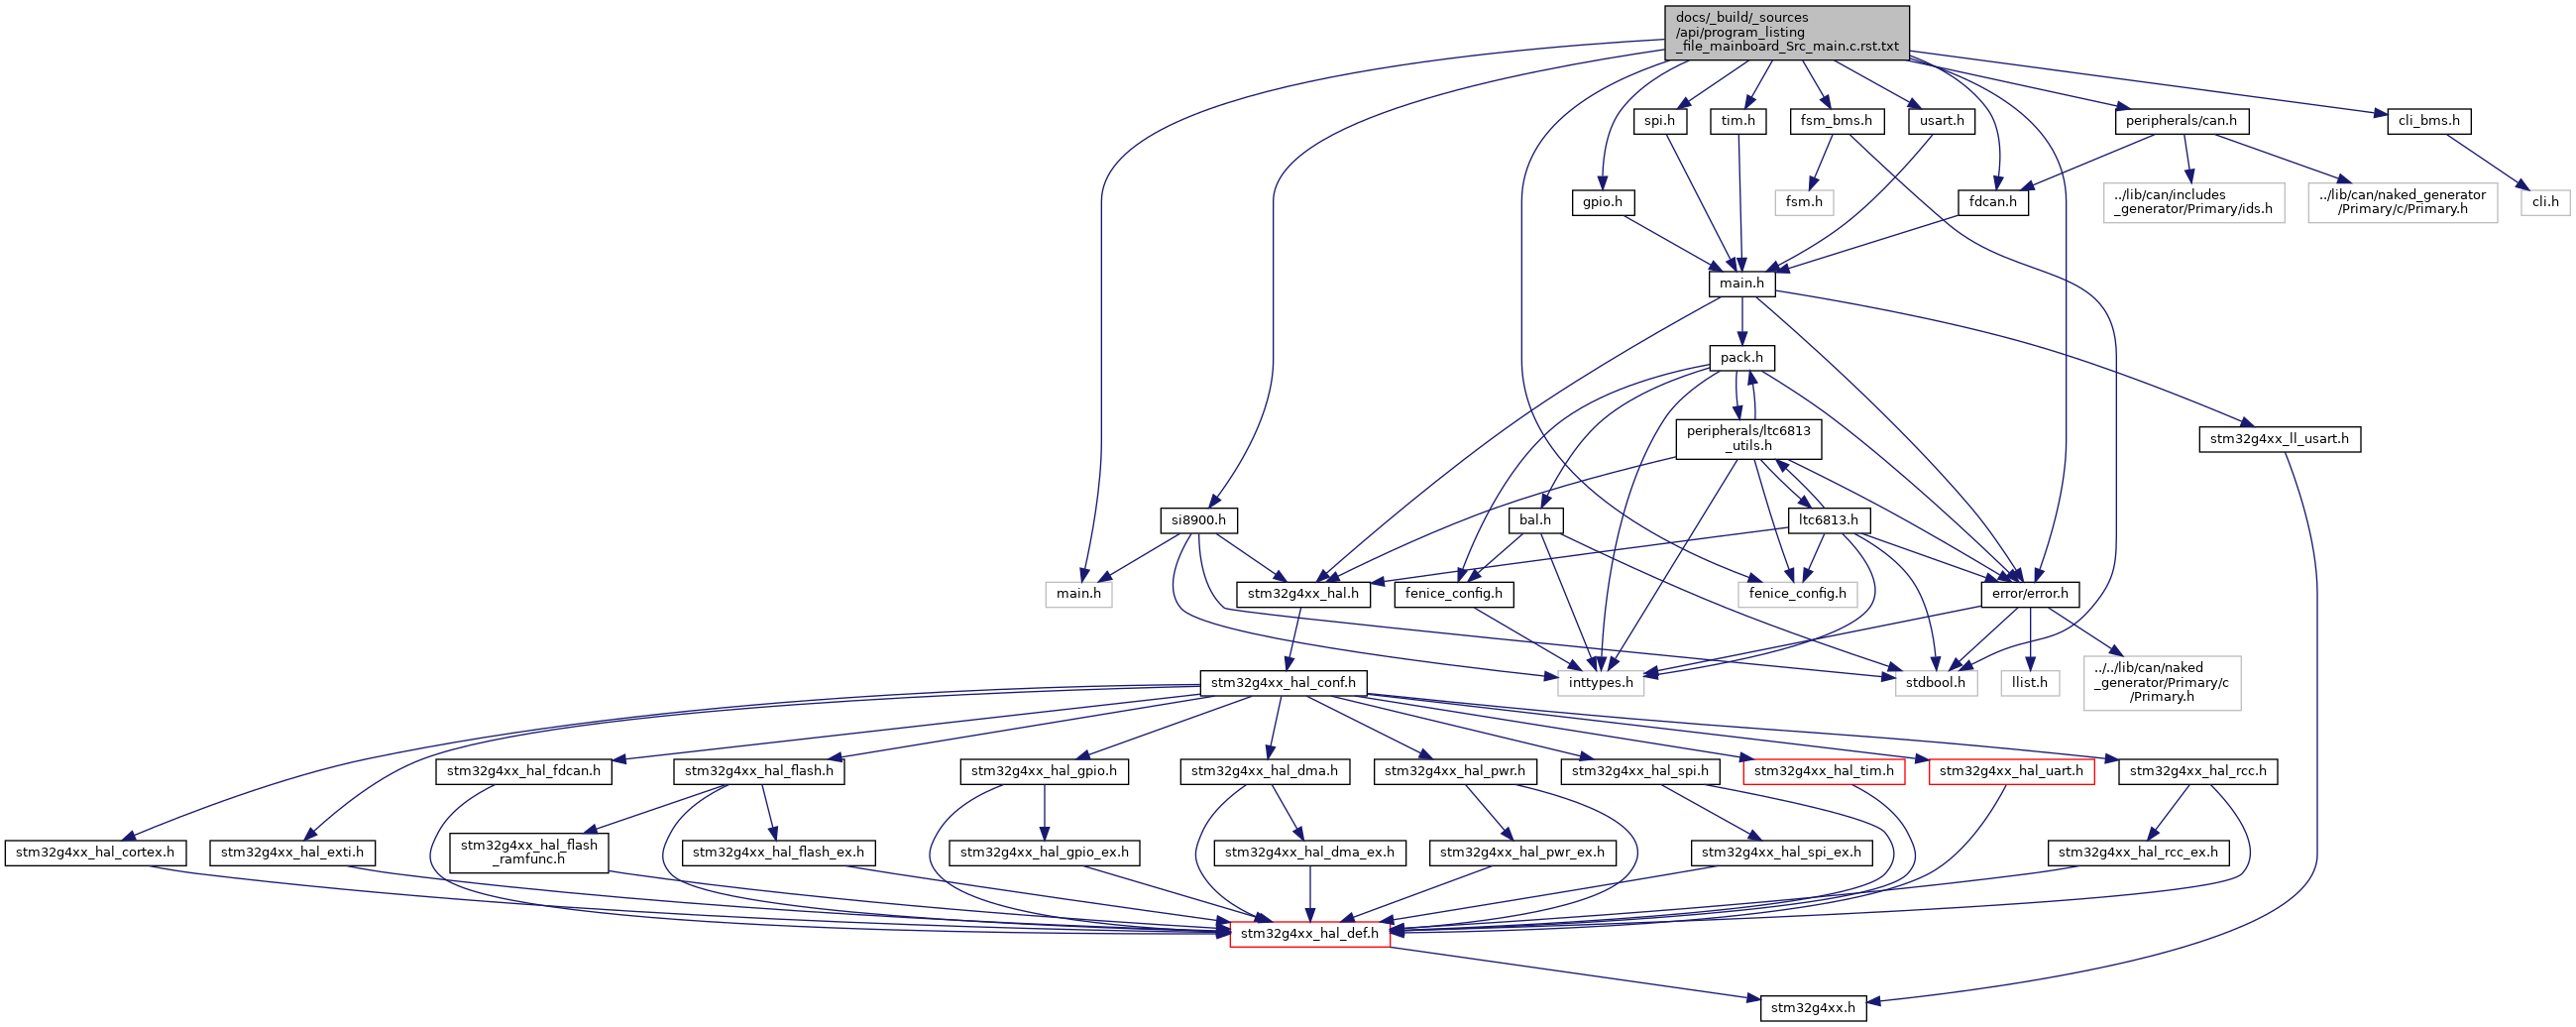 docs/_build/_sources
/api/program_listing
_file_mainboard_Src_main.c.rst.txt
spi.h
tim.h
fsm_bms.h
usart.h
peripherals/can.h
cli_bms.h
gpio.h
fsm.h
fdcan.h
../lib/can/includes
_generator/Primary/ids.h
../lib/can/naked_generator
/Primary/c/Primary.h
cli.h
main.h
pack.h
peripherals/ltc6813
_utils.h
stm32g4xx_ll_usart.h
si8900.h
bal.h
ltc6813.h
main.h
stm32g4xx_hal.h
fenice_config.h
fenice_config.h
error/error.h
stm32g4xx_hal_conf.h
inttypes.h
stdbool.h
llist.h
../../lib/can/naked
_generator/Primary/c
/Primary.h
stm32g4xx_hal_fdcan.h
stm32g4xx_hal_flash.h
stm32g4xx_hal_gpio.h
stm32g4xx_hal_dma.h
stm32g4xx_hal_pwr.h
stm32g4xx_hal_spi.h
stm32g4xx_hal_tim.h
stm32g4xx_hal_uart.h
stm32g4xx_hal_rcc.h
stm32g4xx_hal_cortex.h
stm32g4xx_hal_exti.h
stm32g4xx_hal_flash
_ramfunc.h
stm32g4xx_hal_flash_ex.h
stm32g4xx_hal_gpio_ex.h
stm32g4xx_hal_dma_ex.h
stm32g4xx_hal_pwr_ex.h
stm32g4xx_hal_spi_ex.h
stm32g4xx_hal_rcc_ex.h
stm32g4xx_hal_def.h
stm32g4xx.h